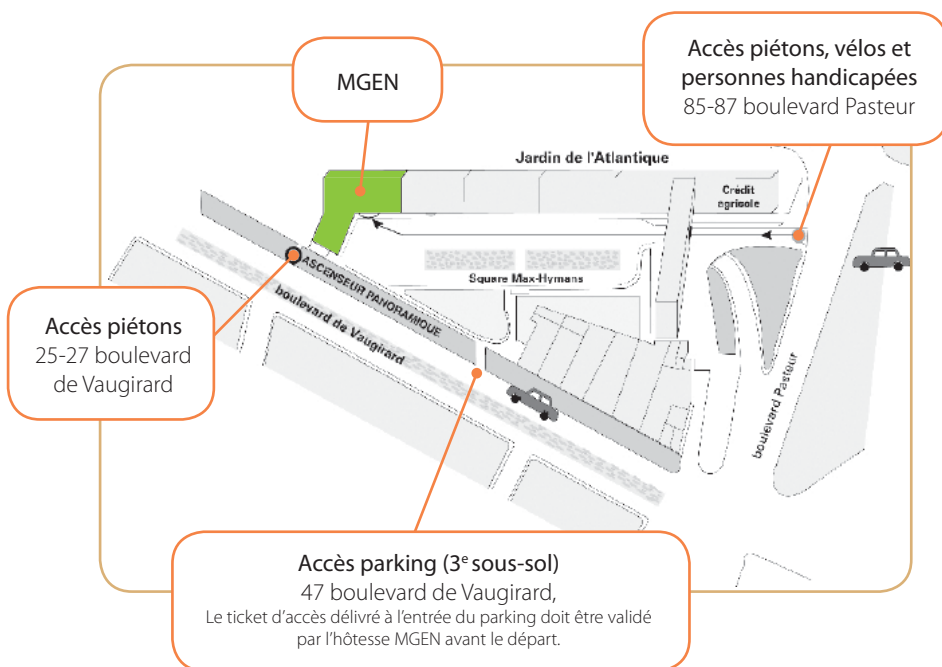 MGEN
Accès piétons, vélos et
personnes handicapées
85-87 boulevard Pasteur
Jardin de l'Atlantique
Crédit
agrisole
Square Max-Hymans
ASCENSEUR PANORAMIQUE
boulevard de Vaugirard
boulevard Pasteur
Accès piétons
25-27 boulevard
de Vaugirard
Accès parking (3e sous-sol)
47 boulevard de Vaugirard,
Le ticket d'accès délivré à l'entrée du parking doit être validé
par l'hôtesse MGEN avant le départ.